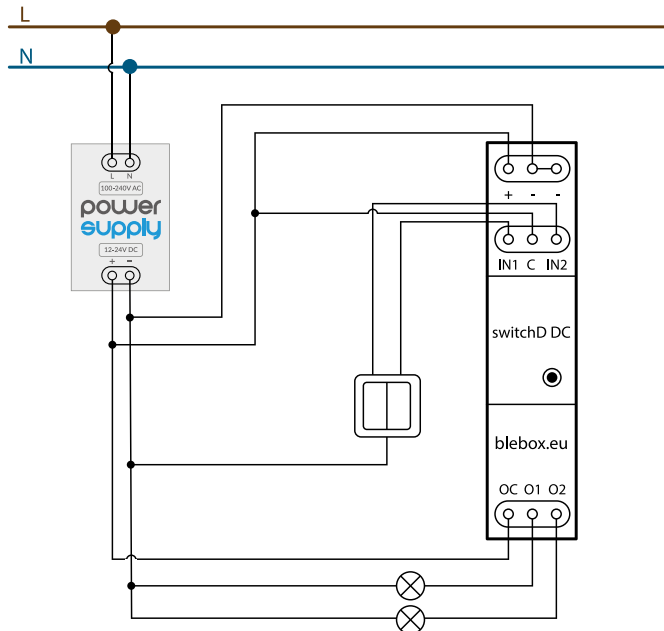 L
N
L N
100-240V AC
power
supply
12-24V DC
+ -
+ - -
IN1 C IN2
switchD DC
blebox.eu
OC O1 O2